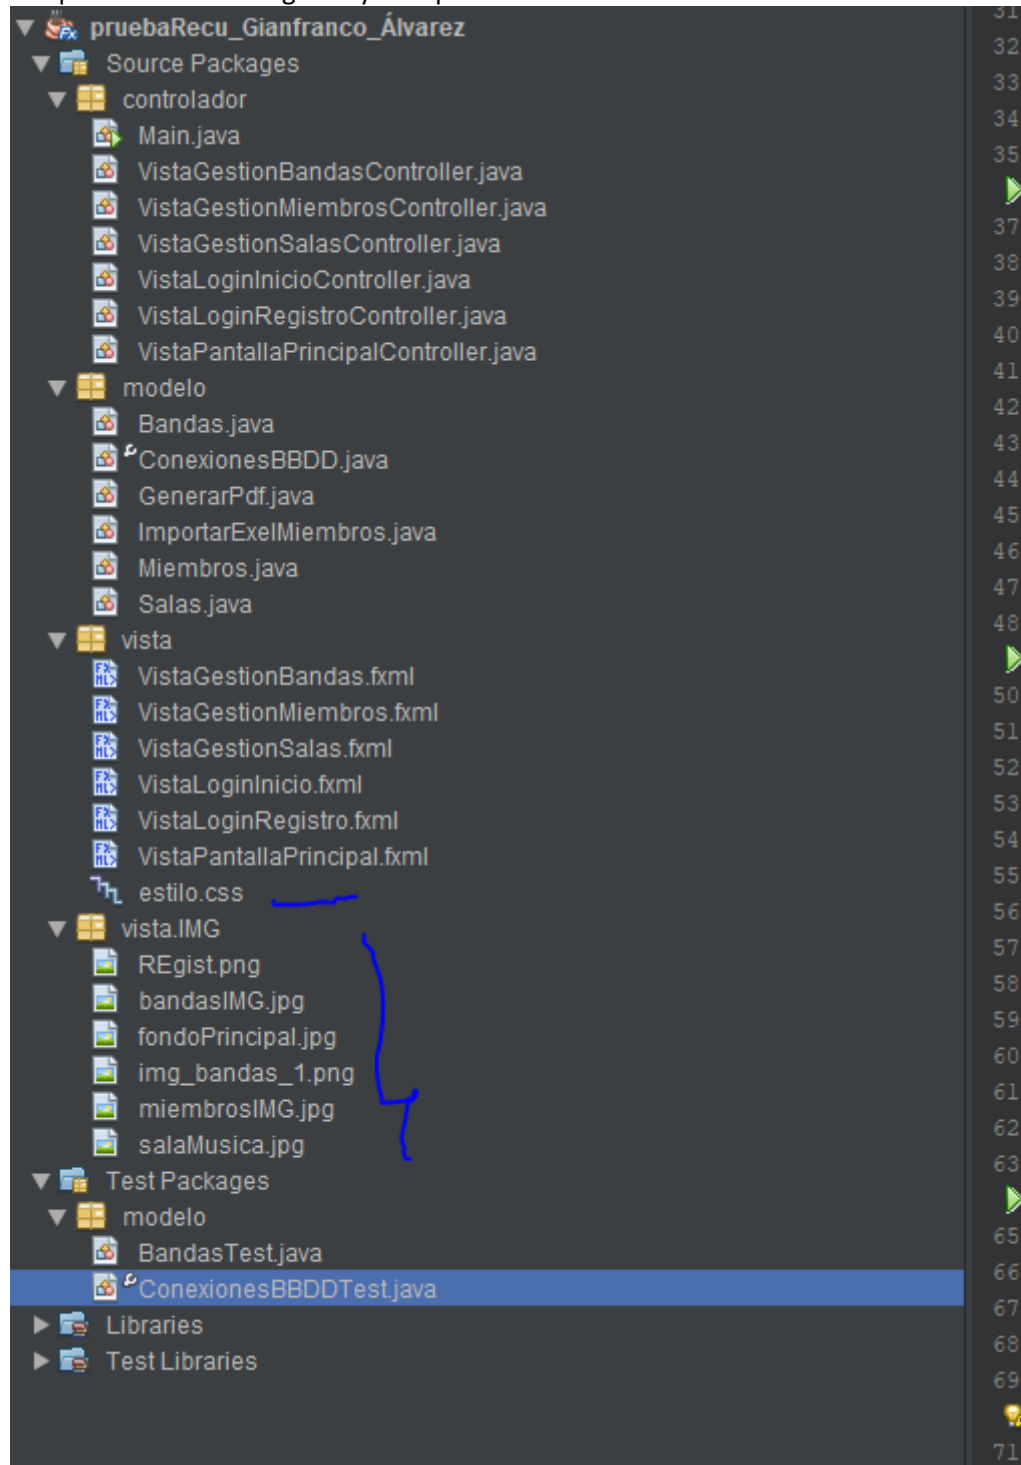 pruebaRecu_Gianfranco_Álvarez
Source Packages
controlador
Main.java
VistaGestionBandasController.java
VistaGestionMiembrosController.java
VistaGestionSalasController.java
VistaLoginInicioController.java
VistaLoginRegistroController.java
VistaPantallaPrincipalController.java
modelo
Bandas.java
ConexionesBBDD.java
GenerarPdf.java
ImportarExelMiembros.java
Miembros.java
Salas.java
vista
VistaGestionBandas.fxml
VistaGestionMiembros.fxml
VistaGestionSalas.fxml
VistaLoginInicio.fxml
VistaLoginRegistro.fxml
VistaPantallaPrincipal.fxml
estilo.css
vista.IMG
REgist.png
bandasIMG.jpg
fondoPrincipal.jpg
img_bandas_1.png
miembrosIMG.jpg
salaMusica.jpg
Test Packages
modelo
BandasTest.java
ConexionesBBDDTest.java
Libraries
Test Libraries
31
32
33
34
35
37
38
39
40
41
42
43
44
45
46
47
48
50
51
52
53
54
55
56
57
58
59
60
61
62
63
65
66
67
68
69
71